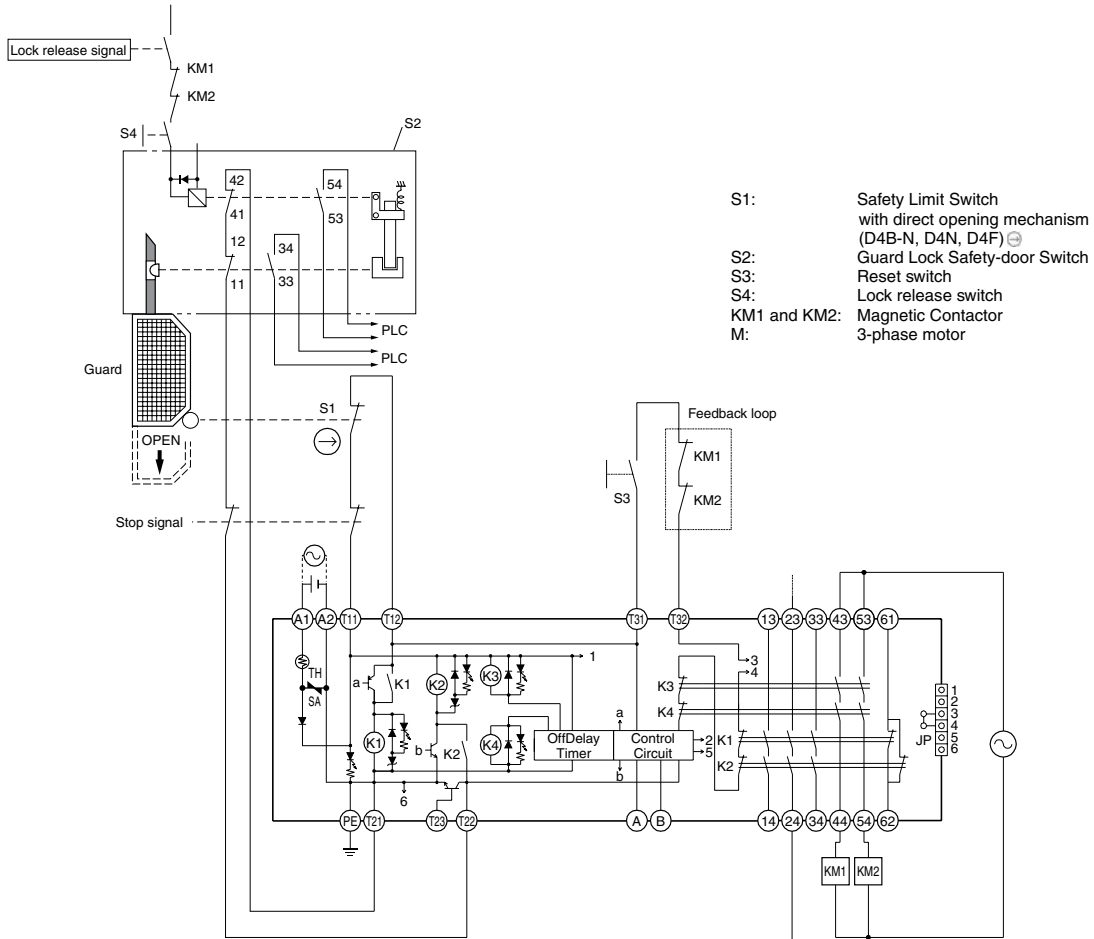 Lock release signal
KM1
KM2
S4
S2
42
54
41
53
12
34
11
33
PLC
PLC
Guard
OPEN
S1
Stop signal
S1: Safety Limit Switch
with direct opening mechanism
(D4B-N, D4N, D4F)
S2: Guard Lock Safety-door Switch
S3: Reset switch
S4: Lock release switch
KM1 and KM2: Magnetic Contactor
M: 3-phase motor
Feedback loop
KM1
KM2
S3
A1 A2 T11 T12 T31 T32 13 23 33 43 53 61
TH
SA
a
K1
K1
K2
b
K2
K3
K4
1
6
OffDelay
Timer
Control
Circuit
a
b
2
5
3
4
K3
K4
K1
K2
JP
1
2
3
4
5
6
PE T21 T23 T22 A B 14 24 34 44 54 62
KM1 KM2